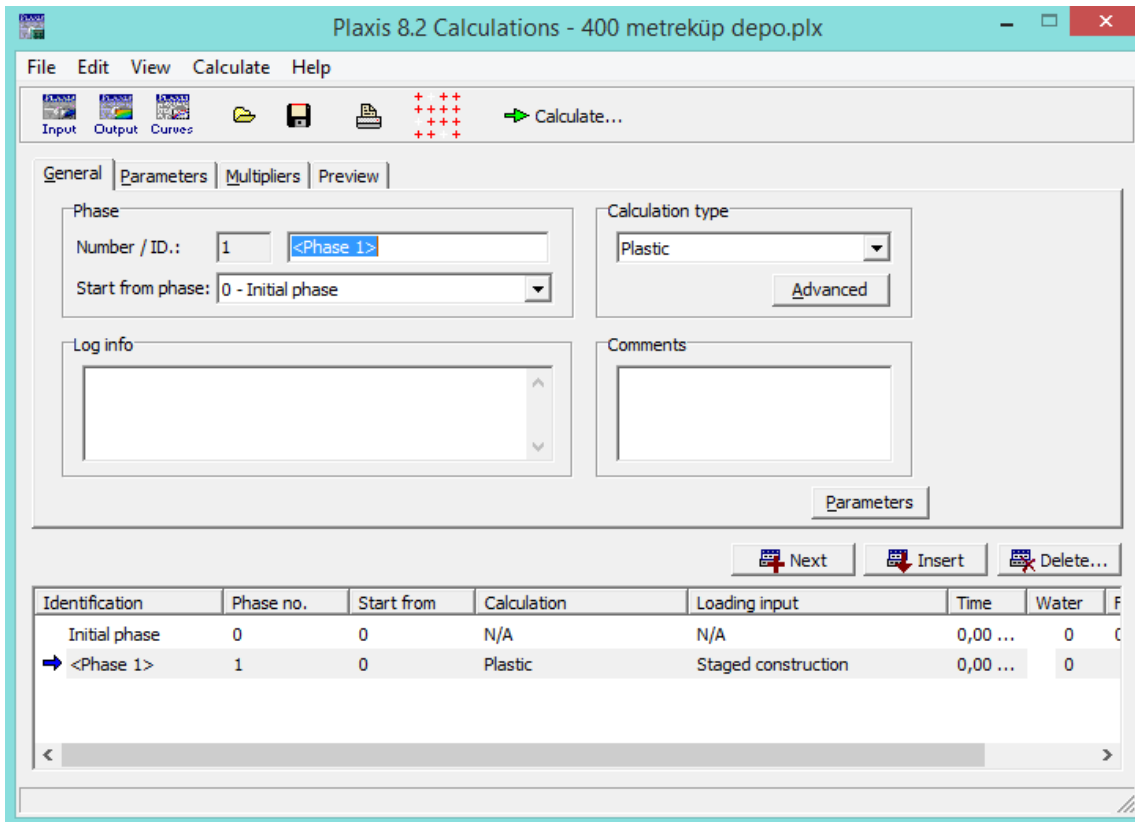 Plaxis 8.2 Calculations - 400 metreküp depo.plx
File Edit View Calculate Help
Input Output Curves Calculate...
General Parameters Multipliers Preview
Phase
Number / ID.: 1 <Phase 1>
Start from phase: 0 - Initial phase
Calculation type
Plastic
Advanced
Log info
Comments
Parameters
Next Insert Delete...
Identification Phase no. Start from Calculation Loading input Time Water
Initial phase 0 0 N/A N/A 0,00 ... 0
<Phase 1> 1 0 Plastic Staged construction 0,00 ... 0